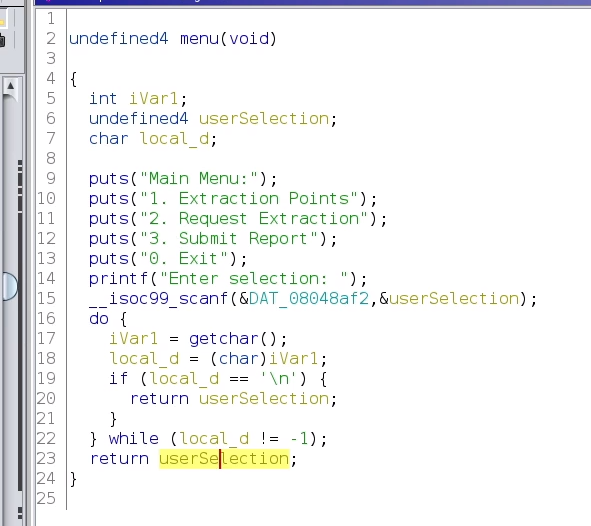 1
2 undefined4 menu(void)
3
4 {
5 int iVar1;
6 undefined4 userSelection;
7 char local_d;
8
9 puts("Main Menu:");
10 puts("1. Extraction Points");
11 puts("2. Request Extraction");
12 puts("3. Submit Report");
13 puts("0. Exit");
14 printf("Enter selection: ");
15 __isoc99_scanf(&DAT_08048af2,&userSelection);
16 do {
17 iVar1 = getchar();
18 local_d = (char)iVar1;
19 if (local_d == '\n') {
20 return userSelection;
21 }
22 } while (local_d != -1);
23 return userSelection;
24 }
25